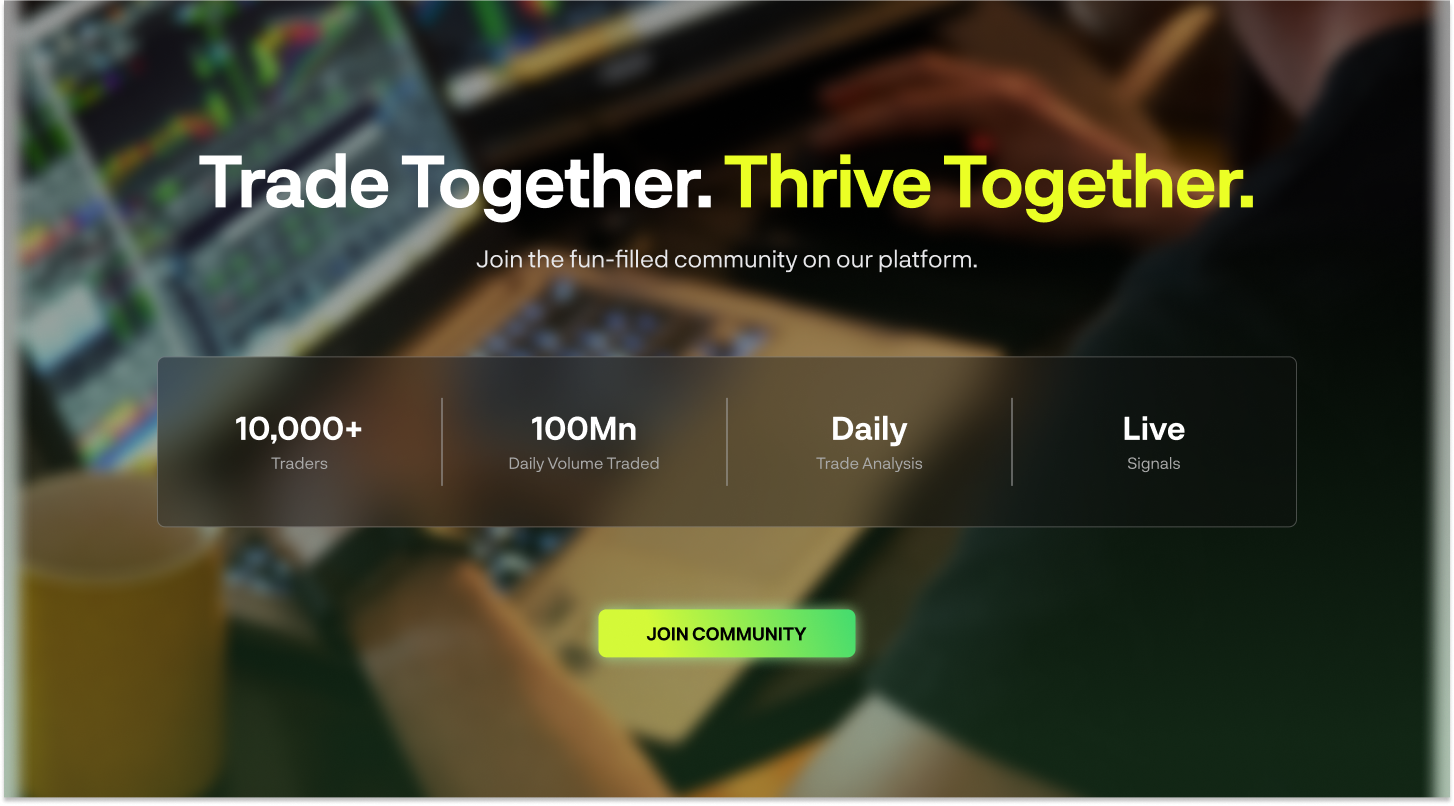 Trade Together. Thrive Together.
Join the fun-filled community on our platform.
10,000+
Traders
100Mn
Daily Volume Traded
Daily
Trade Analysis
Live
Signals
JOIN COMMUNITY